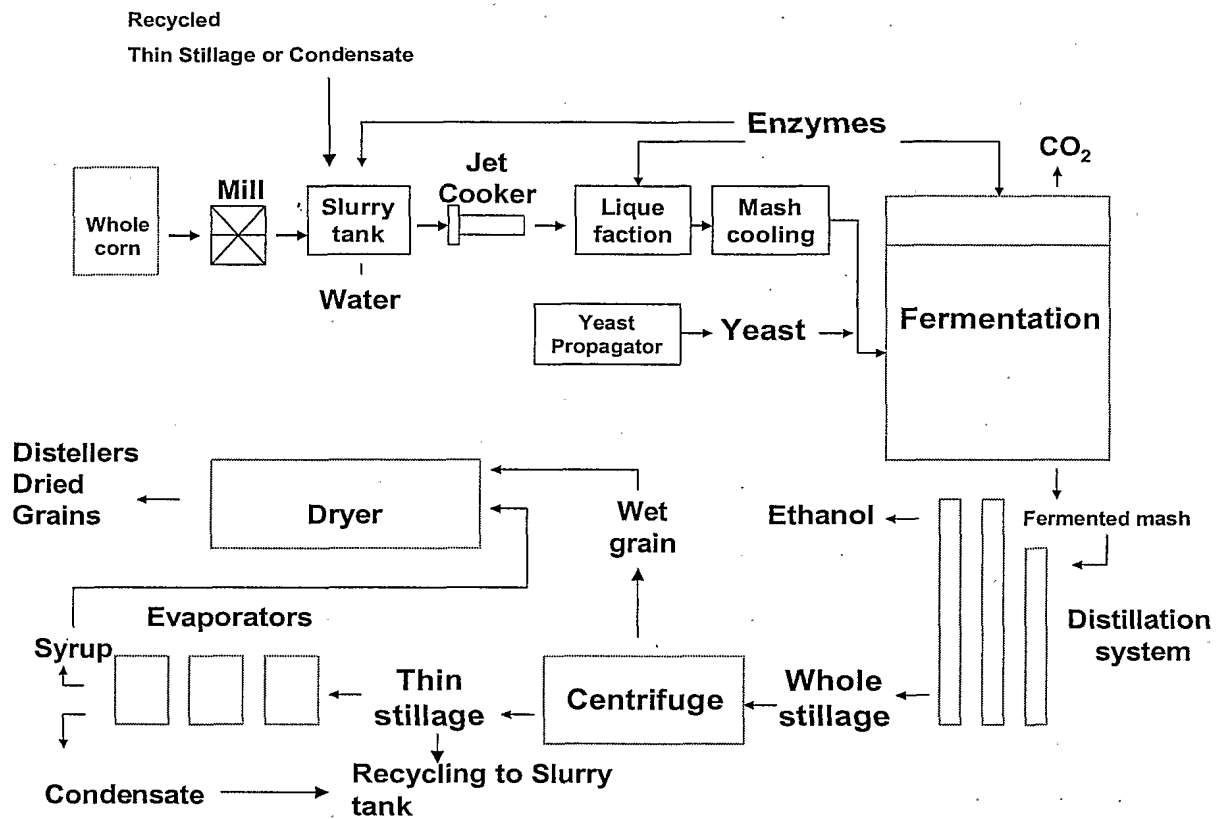 Recycled
Thin Stillage or Condensate
Enzymes
CO₂
Jet
Cooker
Mill
Whole
corn
Slurry
tank
Lique
faction
Mash
cooling
Water
Yeast
Propagator
Yeast
Fermentation
Distellers
Dried
Grains
Dryer
Wet
grain
Ethanol
Fermented mash
Evaporators
Syrup
Distillation
system
Thin
stillage
Centrifuge
Whole
stillage
Condensate
Recycling to Slurry
tank